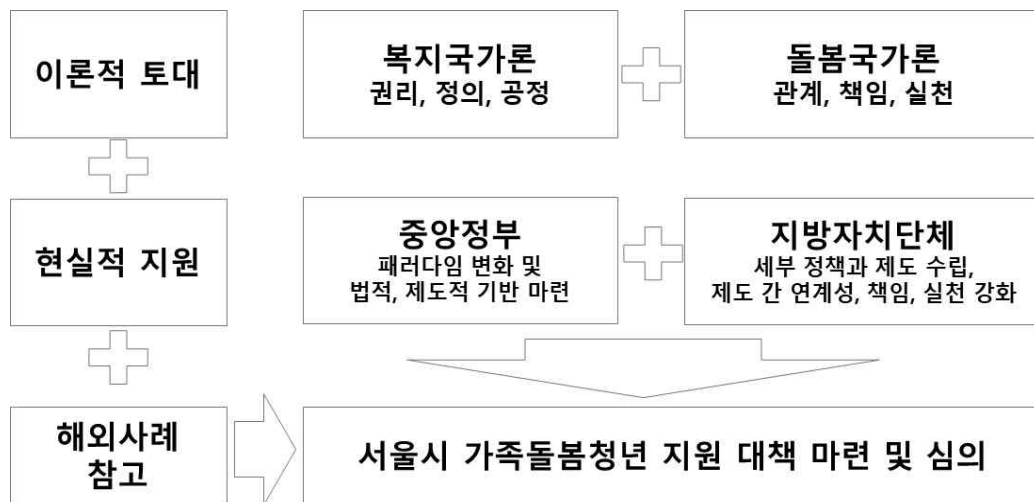 이론적 토대
복지국가론
권리, 정의, 공정
돌봄국가론
관계, 책임, 실천
현실적 지원
중앙정부
패러다임 변화 및
법적, 제도적 기반 마련
지방자치단체
세부 정책과 제도 수립,
제도 간 연계성, 책임, 실천 강화
해외사례
참고
서울시 가족돌봄청년 지원 대책 마련 및 심의